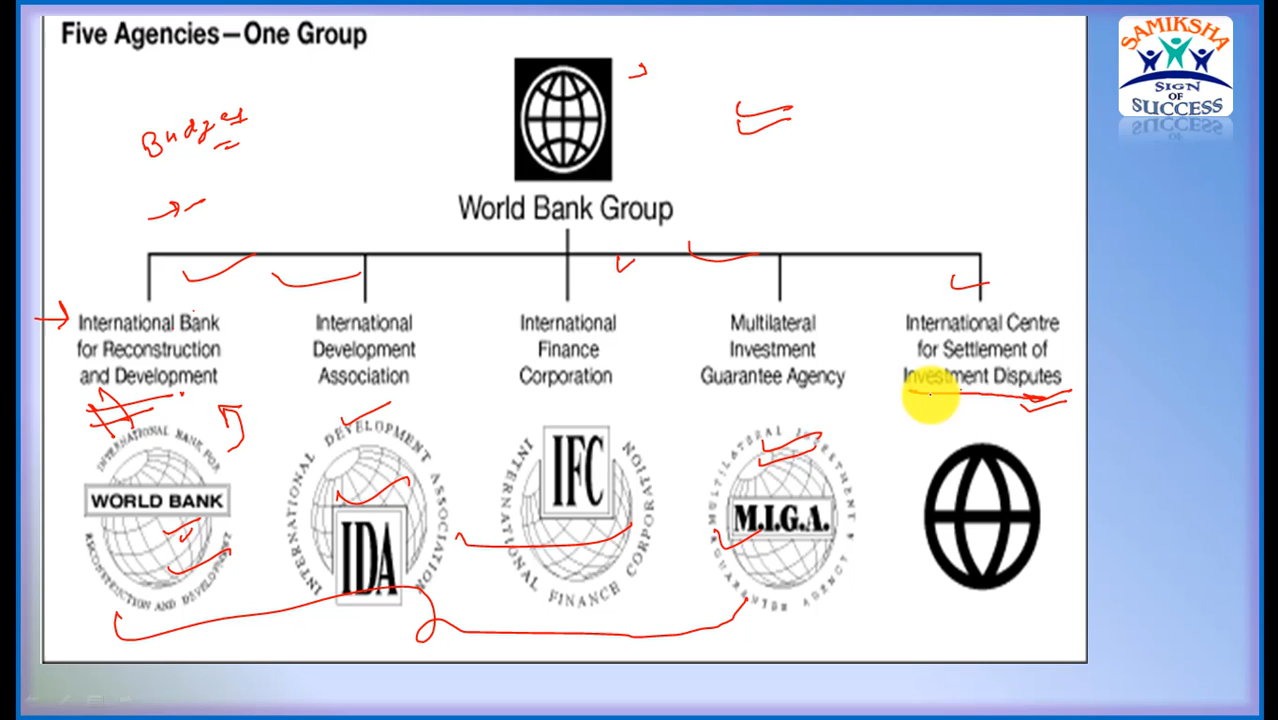 Five Agencies—One Group
SAMIKSHA
SIGN
OF
SUCCESS
Budget
World Bank Group
International Bank
for Reconstruction
and Development
International
Development
Association
International
Finance
Corporation
Multilateral
Investment
Guarantee Agency
International Centre
for Settlement of
Investment Disputes
INTERNATIONAL BANK FOR
WORLD BANK
RECONSTRUCTION AND DEVELOPMENT
INTERNATIONAL DEVELOPMENT ASSOCIATION
IDA
INTERNATIONAL FINANCE CORPORATION
IFC
MULTILATERAL INVESTMENT
M.I.G.A.
GUARANTEE AGENCY